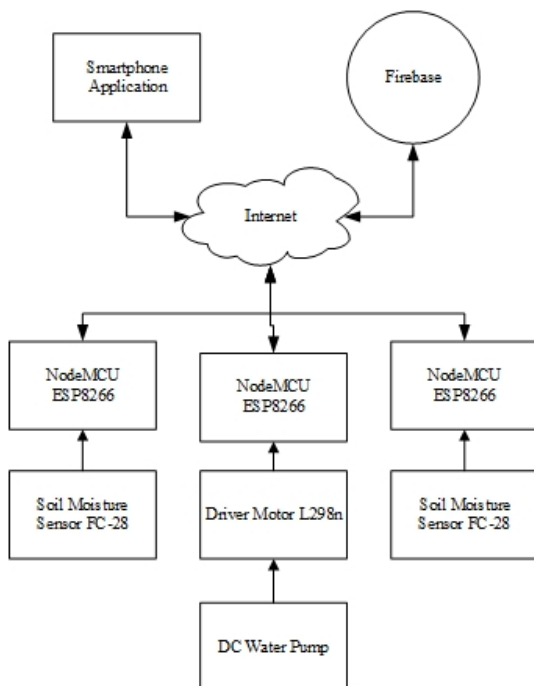 Smartphone
Application
Firebase
Internet
NodeMCU
ESP8266
NodeMCU
ESP8266
NodeMCU
ESP8266
Soil Moisture
Sensor FC-28
Driver Motor L298n
Soil Moisture
Sensor FC-28
DC Water Pump